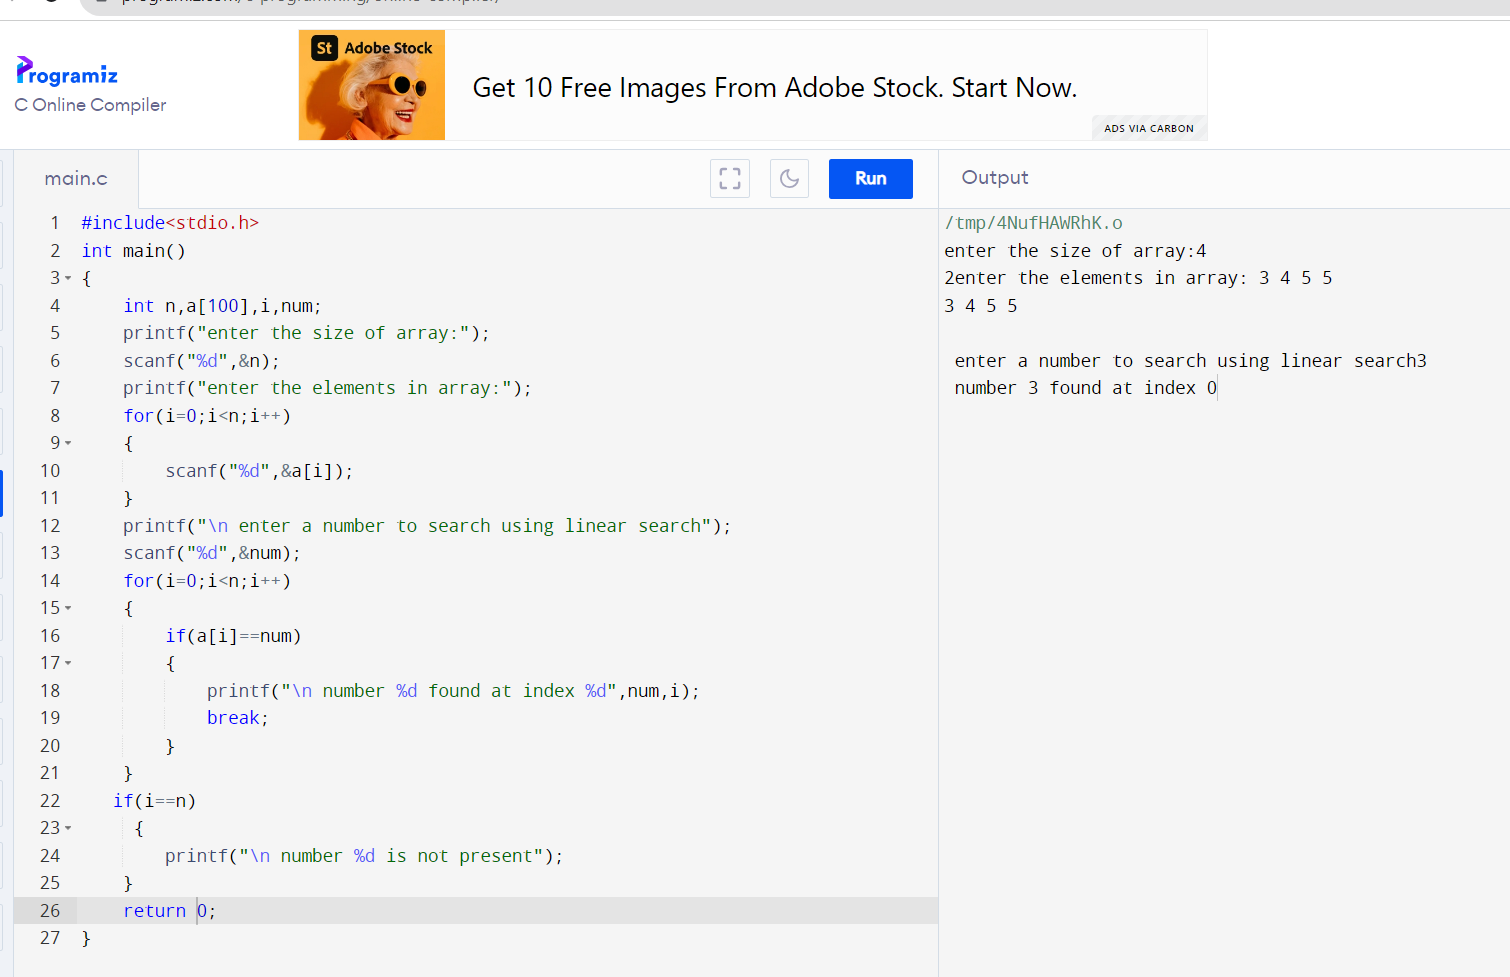 St Adobe Stock
Get 10 Free Images From Adobe Stock. Start Now.
ADS VIA CARBON
Programiz
C Online Compiler
main.c
Run
1 #include<stdio.h>
2 int main()
3 {
4 int n,a[100],i,num;
5 printf("enter the size of array:");
6 scanf("%d",&n);
7 printf("enter the elements in array:");
8 for(i=0;i<n;i++)
9 {
10 scanf("%d",&a[i]);
11 }
12 printf("\n enter a number to search using linear search");
13 scanf("%d",&num);
14 for(i=0;i<n;i++)
15 {
16 if(a[i]==num)
17 {
18 printf("\n number %d found at index %d",num,i);
19 break;
20 }
21 }
22 if(i==n)
23 {
24 printf("\n number %d is not present");
25 }
26 return 0;
27 }
Output
/tmp/4NufHAWRhK.o
enter the size of array:4
2enter the elements in array: 3 4 5 5
3 4 5 5
enter a number to search using linear search3
number 3 found at index 0